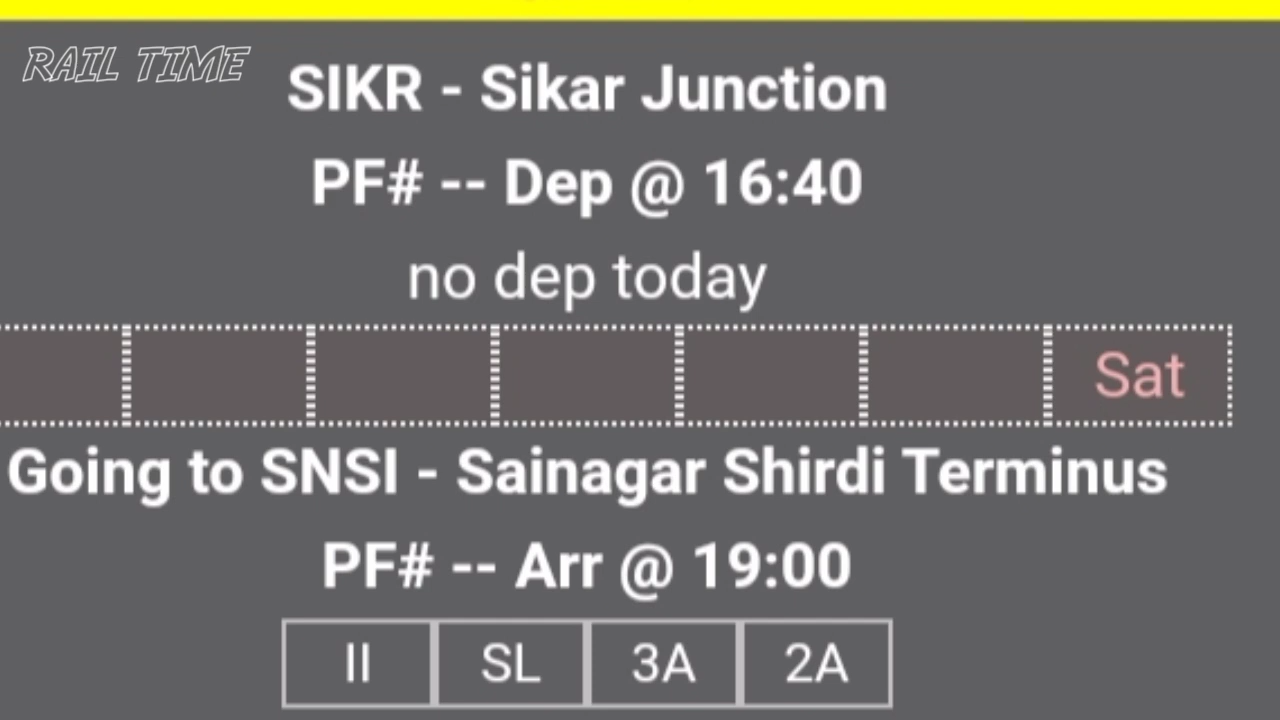 RAIL TIME
SIKR - Sikar Junction
PF# -- Dep @ 16:40
no dep today
Sat
Going to SNSI - Sainagar Shirdi Terminus
PF# -- Arr @ 19:00
II SL 3A 2A